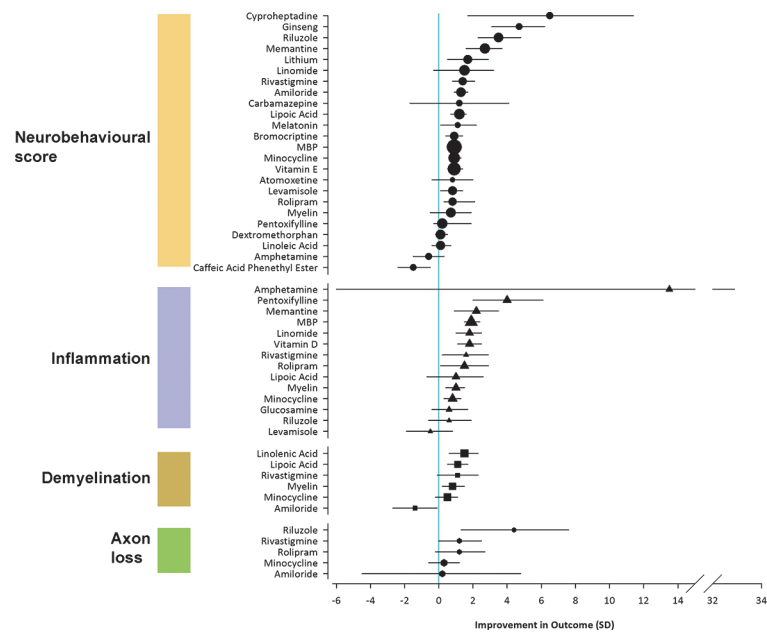 Neurobehavioural
score
Cyproheptadine
Ginseng
Riluzole
Memantine
Lithium
Linomide
Rivastigmine
Amiloride
Carbamazepine
Lipoic Acid
Melatonin
Bromocriptine
MBP
Minocycline
Vitamin E
Atomoxetine
Levamisole
Rolipram
Myelin
Pentoxifylline
Dextromethorphan
Linoleic Acid
Amphetamine
Caffeic Acid Phenethyl Ester
Inflammation
Amphetamine
Pentoxifylline
Memantine
MBP
Linomide
Vitamin D
Rivastigmine
Rolipram
Lipoic Acid
Myelin
Minocycline
Glucosamine
Riluzole
Levamisole
Demyelination
Linolenic Acid
Lipoic Acid
Rivastigmine
Myelin
Minocycline
Amiloride
Axon
loss
Riluzole
Rivastigmine
Rolipram
Minocycline
Amiloride
-6 -4 -2 0 2 4 6 8 10 12 14 32 34
Improvement in Outcome (SD)